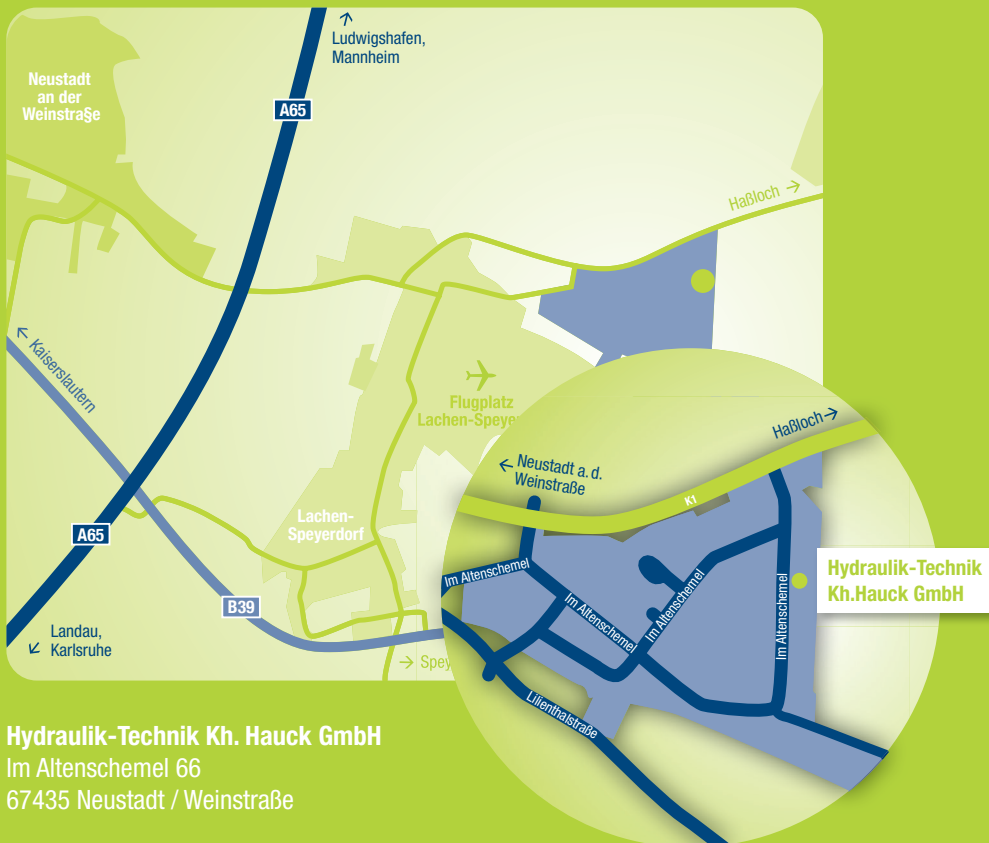 Ludwigshafen,
Mannheim
Neustadt
an der
Weinstra§e
A65
Haßloch
Kaiserslautern
Flugplatz
Lachen-Speyer
Haßloch
Neustadt a. d.
Weinstraße
K1
Lachen-
Speyerdorf
A65
Im Altenschemel
Hydraulik-Technik
Kh.Hauck GmbH
Im Altenschemel
Im Altenschemel
Im Altenschemel
B39
Landau,
Karlsruhe
Spey
Lilienthalstraße
Hydraulik-Technik Kh. Hauck GmbH
Im Altenschemel 66
67435 Neustadt / Weinstraße